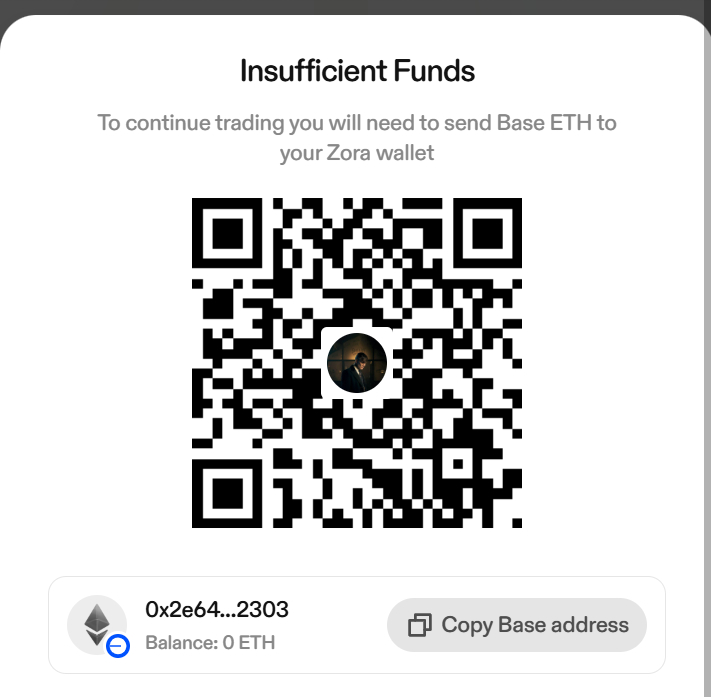 Insufficient Funds
To continue trading you will need to send Base ETH to
your Zora wallet
0x2e64...2303
Balance: 0 ETH
Copy Base address